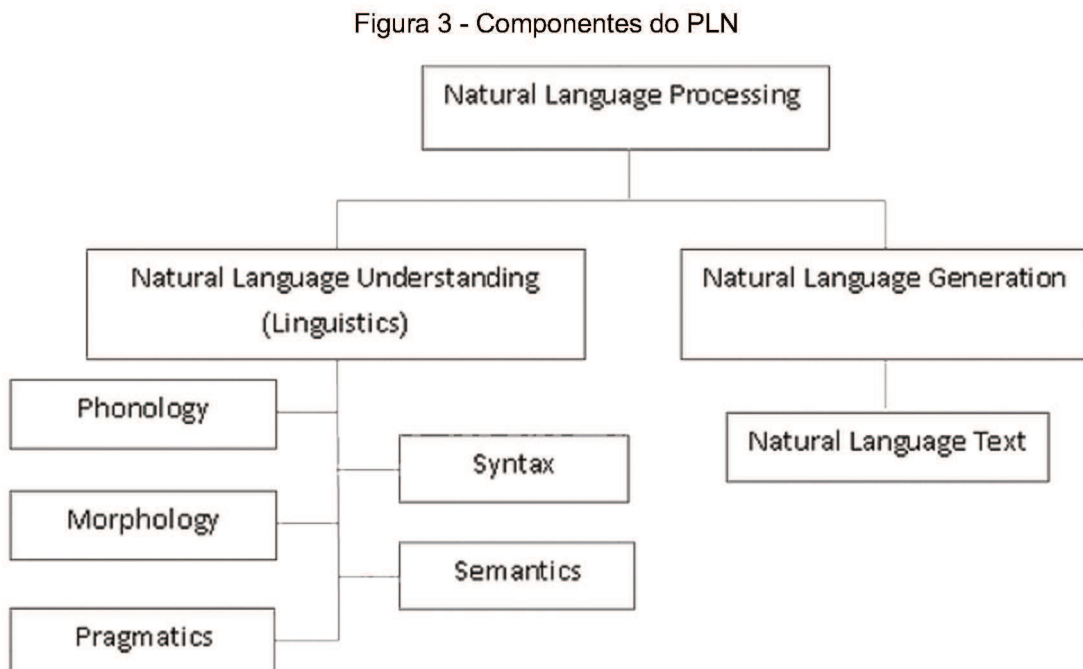 Figura 3 - Componentes do PLN
Natural Language Processing
Natural Language Understanding
(Linguistics)
Natural Language Generation
Phonology
Natural Language Text
Syntax
Morphology
Semantics
Pragmatics